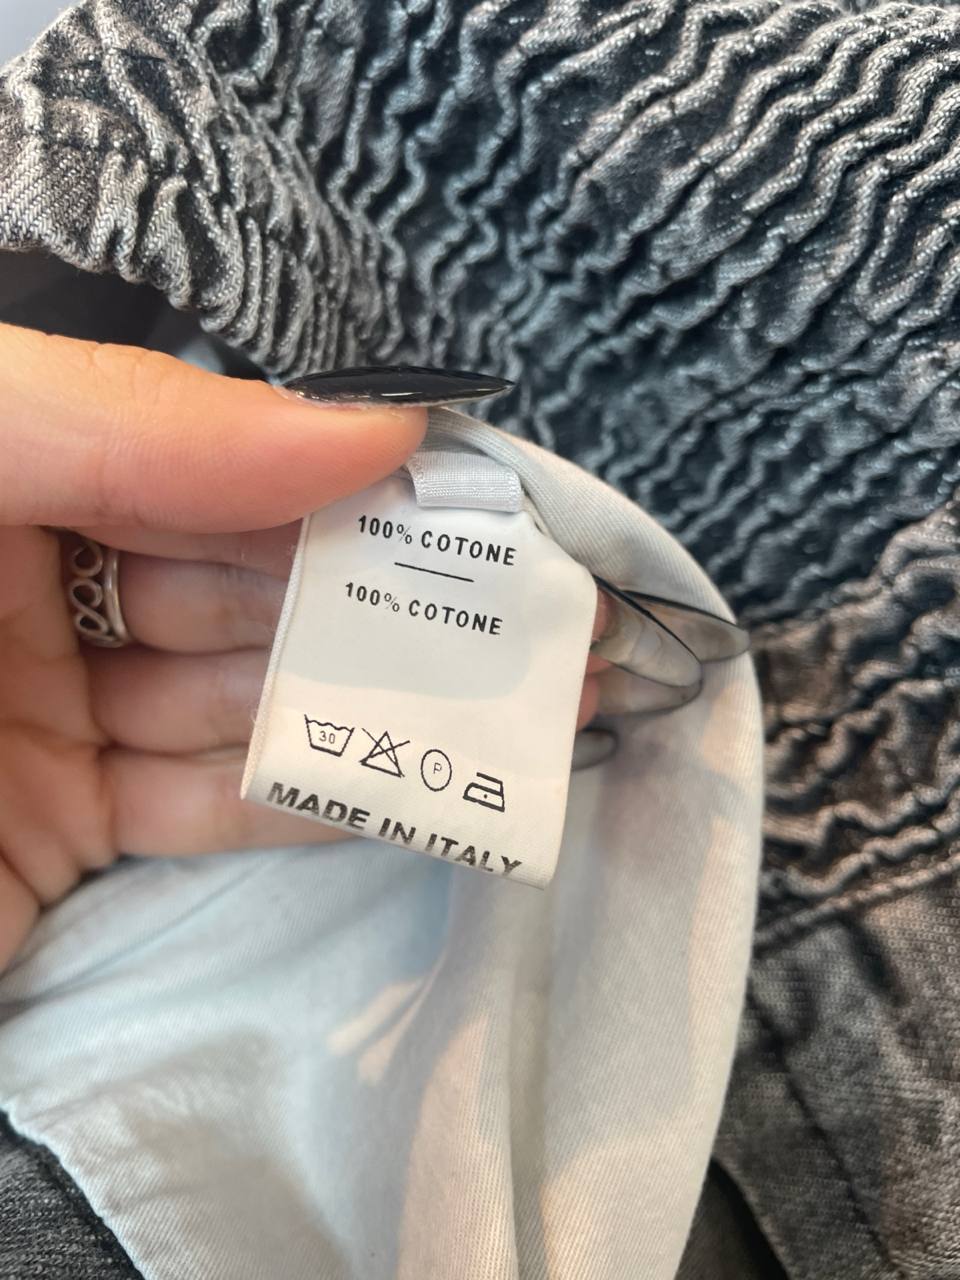 100% COTONE
100% COTONE
30
P
MADE IN ITALY